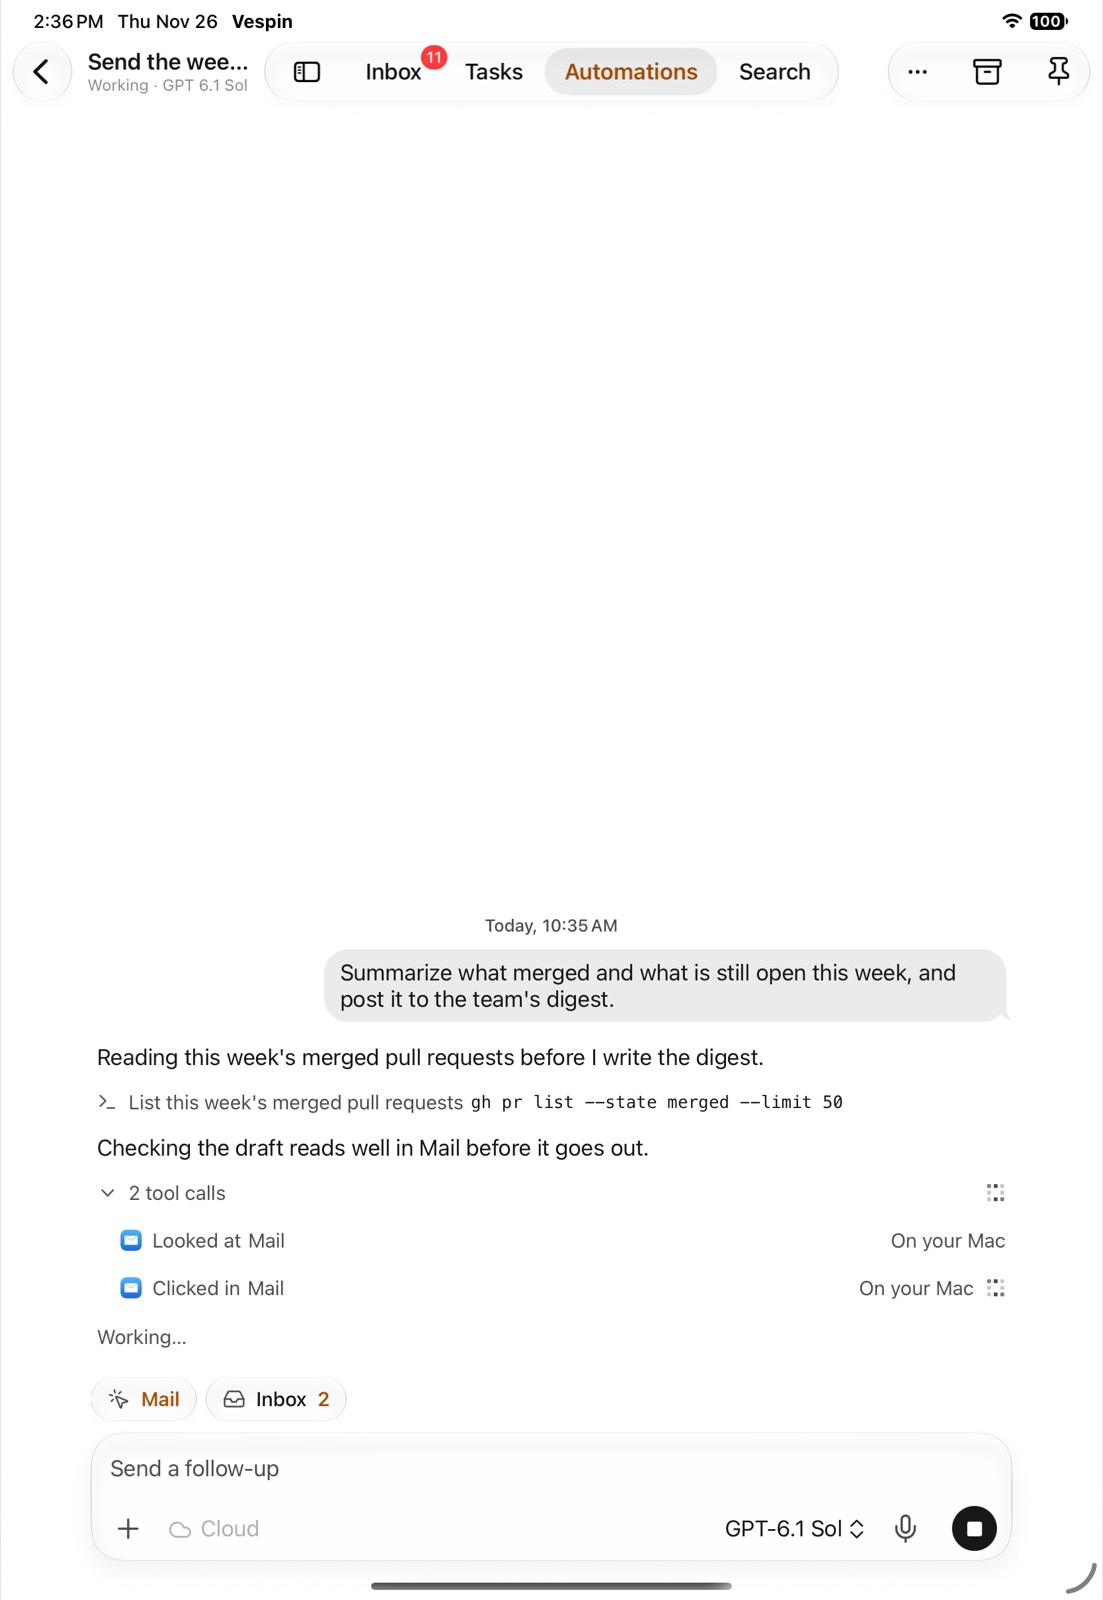 2:36 PM Thu Nov 26 Vespin
100
Send the wee...
Working · GPT 6.1 Sol
Inbox 11 Tasks Automations Search
Today, 10:35 AM
Summarize what merged and what is still open this week, and
post it to the team's digest.
Reading this week's merged pull requests before I write the digest.
List this week's merged pull requests gh pr list --state merged --limit 50
Checking the draft reads well in Mail before it goes out.
2 tool calls
Looked at Mail On your Mac
Clicked in Mail On your Mac
Working...
Mail Inbox 2
Send a follow-up
Cloud GPT-6.1 Sol